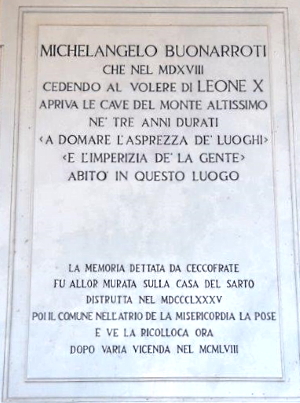 MICHELANGELO BUONARROTI
CHE NEL MDXVIII
CEDENDO AL VOLERE DI LEONE X
APRIVA LE CAVE DEL MONTE ALTISSIMO
NE' TRE ANNI DURATI
<A DOMARE L'ASPREZZA DE' LUOGHI>
<E L'IMPERIZIA DE' LA GENTE>
ABITO' IN QUESTO LUOGO
LA MEMORIA DETTATA DA CECCOFRATE
FU ALLOR MURATA SULLA CASA DEL SARTO
DISTRUTTA NEL MDCCCLXXXV
POI IL COMUNE NELL'ATRIO DE LA MISERICORDIA LA POSE
E VE LA RICOLLOCA ORA
DOPO VARIA VICENDA NEL MCMLVIII